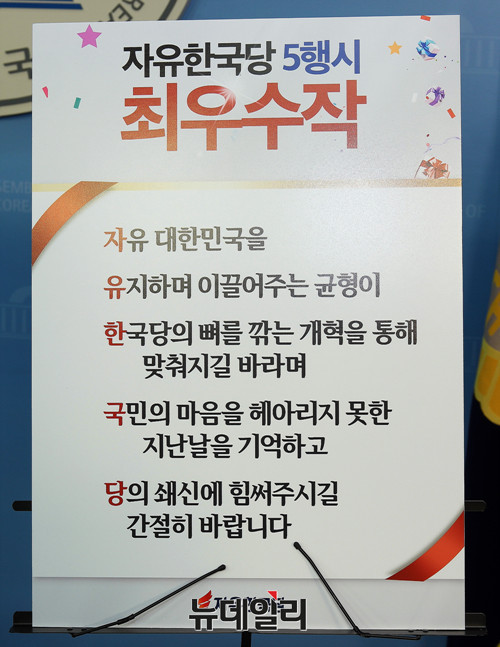 자유한국당 5행시
최우수작
자유 대한민국을
유지하며 이끌어주는 균형이
한국당의 뼈를 깎는 개혁을 통해
맞춰지길 바라며
국민의 마음을 헤아리지 못한
지난날을 기억하고
당의 쇄신에 힘써주시길
간절히 바랍니다
뉴데일리